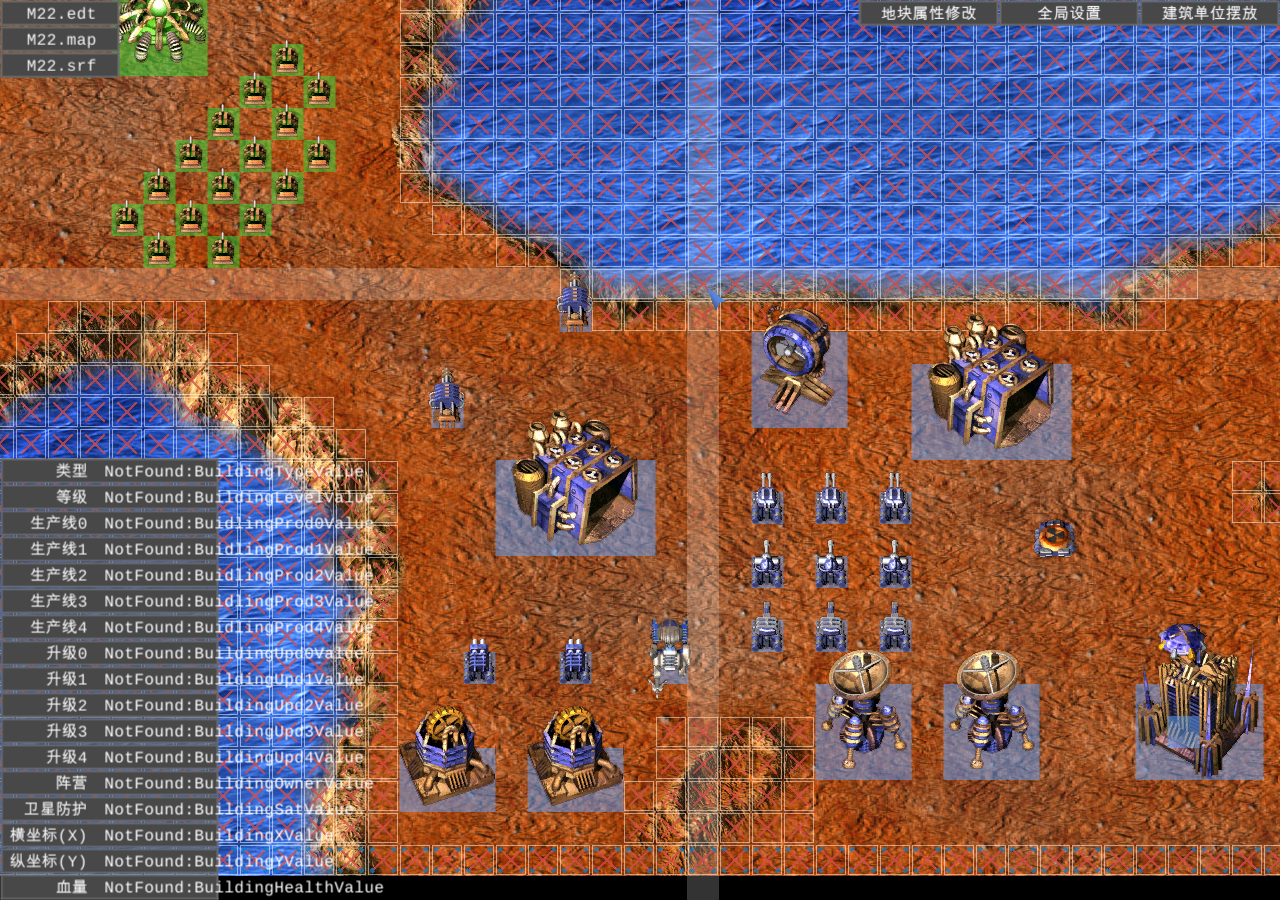 M22.edt
M22.map
M22.srf
地块属性修改
全局设置
建筑单位摆放
类型 NotFound:BuildingTypeValue
等级 NotFound:BuildingLevelValue
生产线0 NotFound:BuidlingProd0Value
生产线1 NotFound:BuidlingProd1Value
生产线2 NotFound:BuidlingProd2Value
生产线3 NotFound:BuidlingProd3Value
生产线4 NotFound:BuidlingProd4Value
升级0 NotFound:BuildingUpd0Value
升级1 NotFound:BuildingUpd1Value
升级2 NotFound:BuildingUpd2Value
升级3 NotFound:BuildingUpd3Value
升级4 NotFound:BuildingUpd4Value
阵营 NotFound:BuildingOwnerValue
卫星防护 NotFound:BuildingSatValue
横坐标(X) NotFound:BuildingXValue
纵坐标(Y) NotFound:BuildingYValue
血量 NotFound:BuildingHealthValue